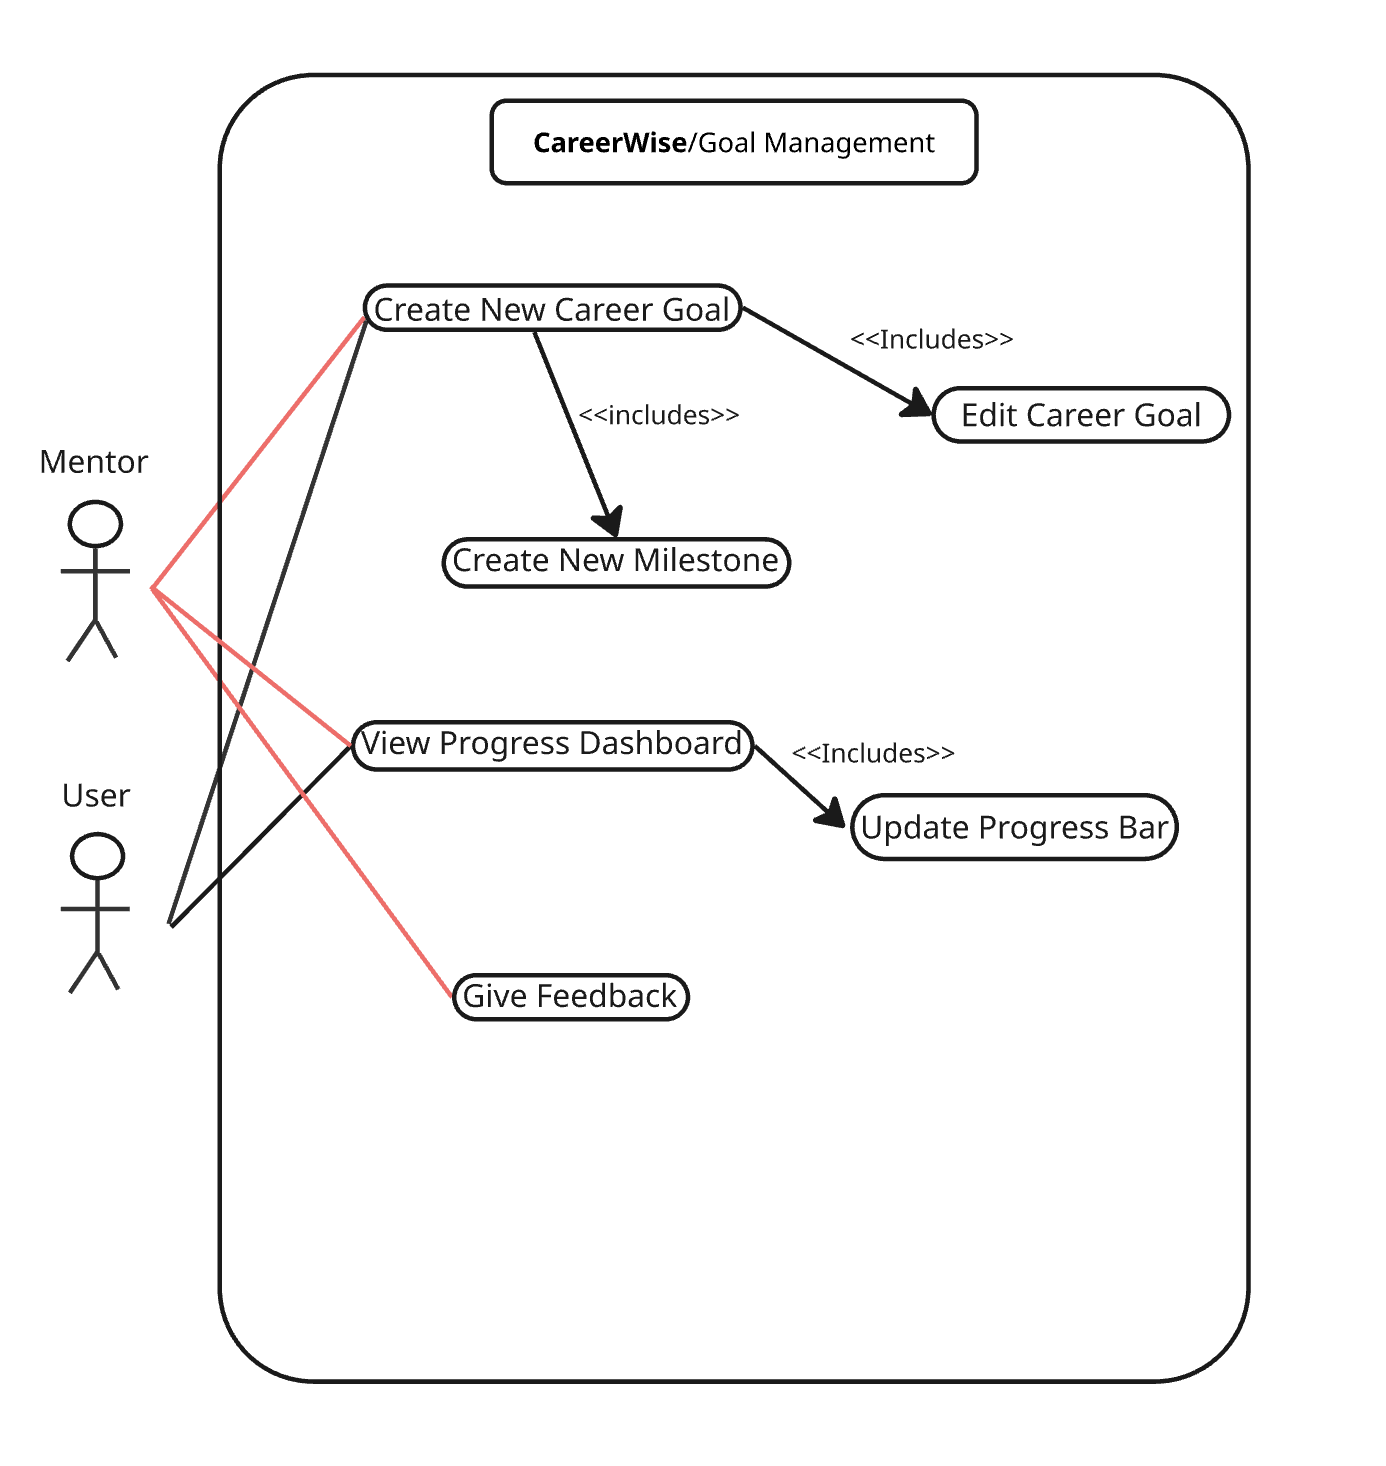 CareerWise/Goal Management
Create New Career Goal
<<Includes>>
Edit Career Goal
<<includes>>
Mentor
Create New Milestone
View Progress Dashboard
<<Includes>>
User
Update Progress Bar
Give Feedback